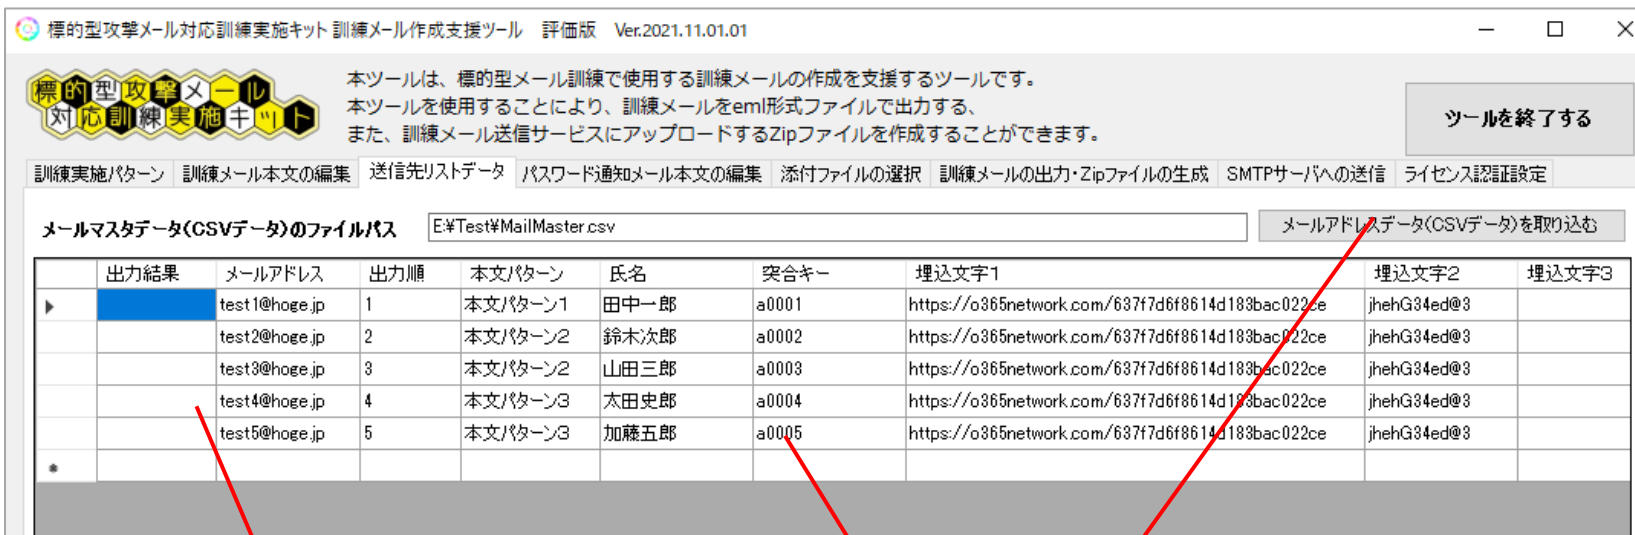 標的型攻撃メール対応訓練実施キット 訓練メール作成支援ツール　評価版　Ver.2021.11.01.01
標的型攻撃メール
対応訓練実施キット
本ツールは、標的型メール訓練で使用する訓練メールの作成を支援するツールです。
本ツールを使用することにより、訓練メールをeml形式ファイルで出力する、
また、訓練メール送信サービスにアップロードするZipファイルを作成することができます。
ツールを終了する
訓練実施パターン 訓練メール本文の編集 送信先リストデータ パスワード通知メール本文の編集 添付ファイルの選択 訓練メールの出力・Zipファイルの生成 SMTPサーバへの送信 ライセンス認証設定
メールマスタデータ(CSVデータ)のファイルパス E:¥Test¥MailMaster.csv メールアドレスデータ(CSVデータ)を取り込む
出力結果 メールアドレス 出力順 本文パターン 氏名 突合キー 埋込文字1 埋込文字2 埋込文字3
test1@hoge.jp 1 本文パターン1 田中一郎 a0001 https://o365network.com/637f7d6f8614d183bac022ce jhehG34ed@3
test2@hoge.jp 2 本文パターン2 鈴木次郎 a0002 https://o365network.com/637f7d6f8614d183bac022ce jhehG34ed@3
test3@hoge.jp 3 本文パターン2 山田三郎 a0003 https://o365network.com/637f7d6f8614d183bac022ce jhehG34ed@3
test4@hoge.jp 4 本文パターン3 太田史郎 a0004 https://o365network.com/637f7d6f8614d183bac022ce jhehG34ed@3
test5@hoge.jp 5 本文パターン3 加藤五郎 a0005 https://o365network.com/637f7d6f8614d183bac022ce jhehG34ed@3